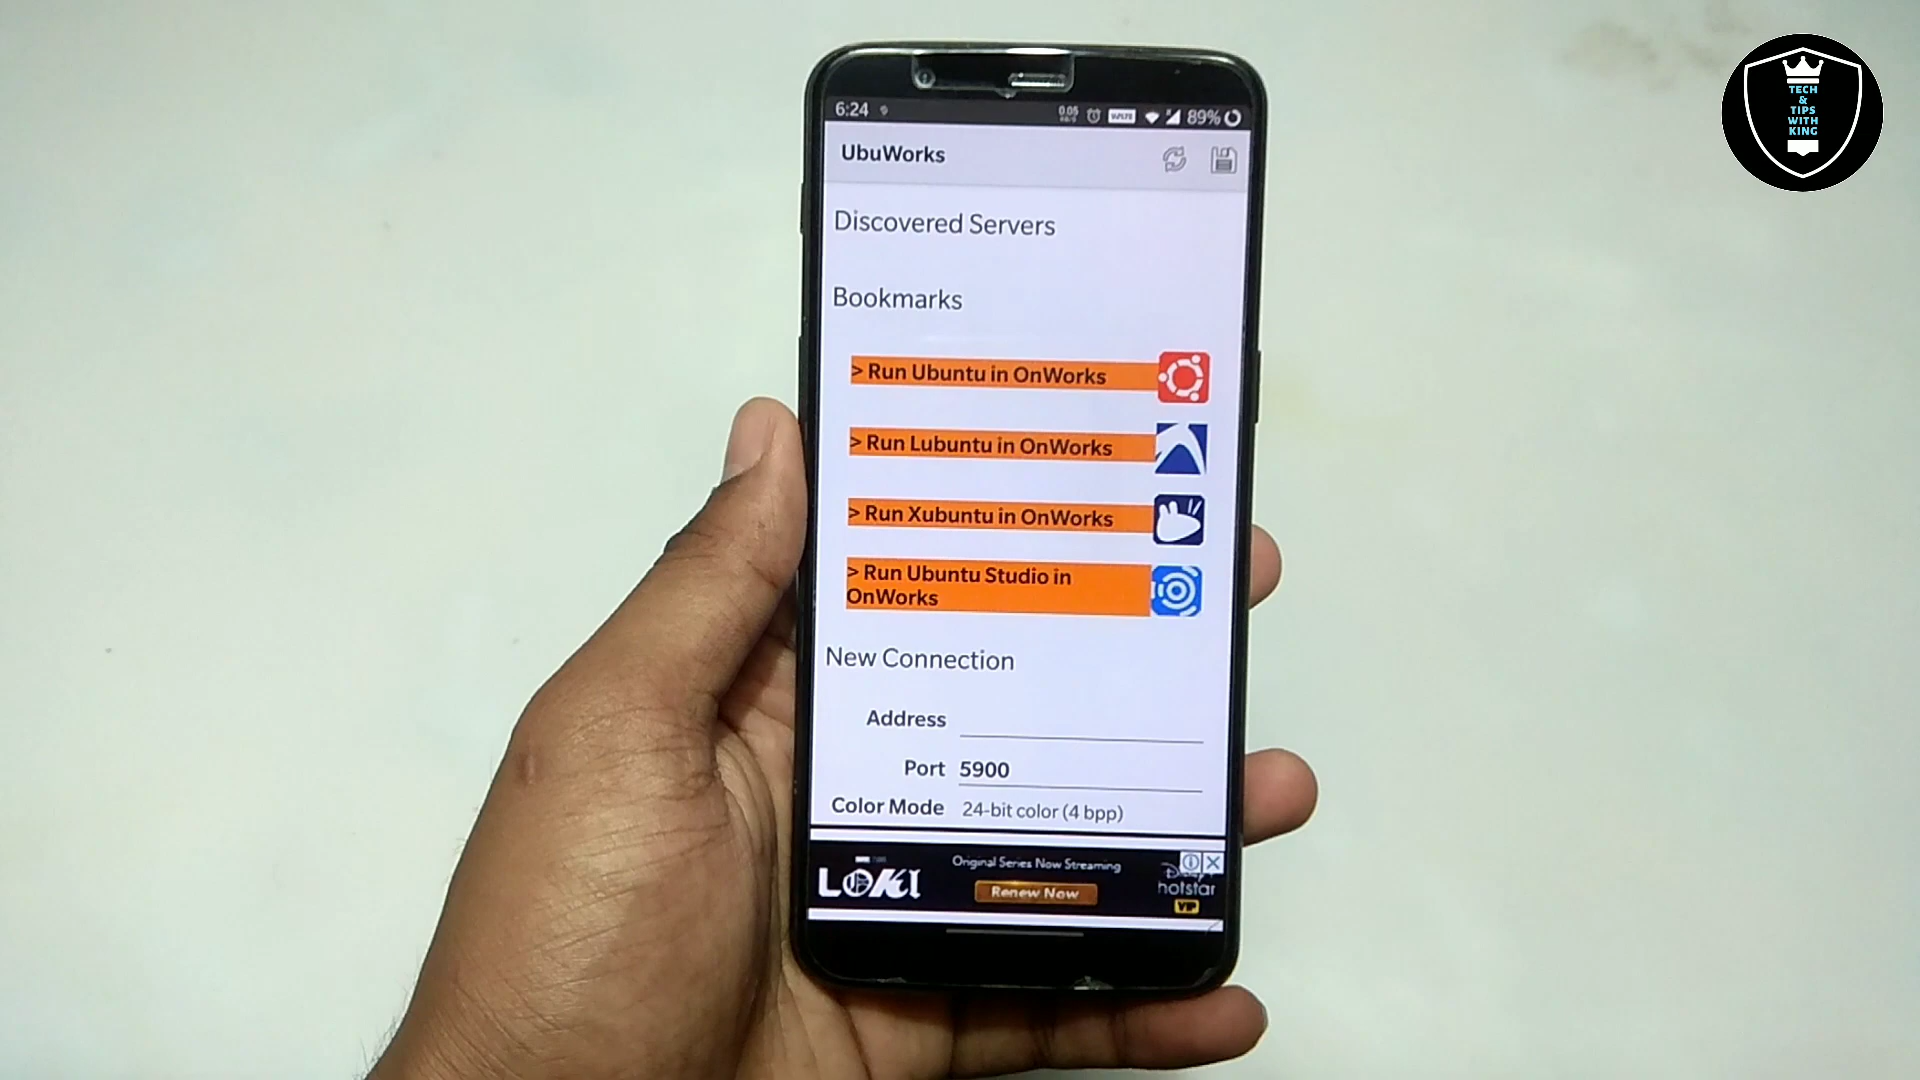 TECH
&
TIPS
WITH
KING
6:24
0.05
89%
UbuWorks
Discovered Servers
Bookmarks
> Run Ubuntu in OnWorks
> Run Lubuntu in OnWorks
> Run Xubuntu in OnWorks
> Run Ubuntu Studio in
OnWorks
New Connection
Address
Port 5900
Color Mode 24-bit color (4 bpp)
LOKI
Original Series Now Streaming
Renew Now
hotstar
VIP